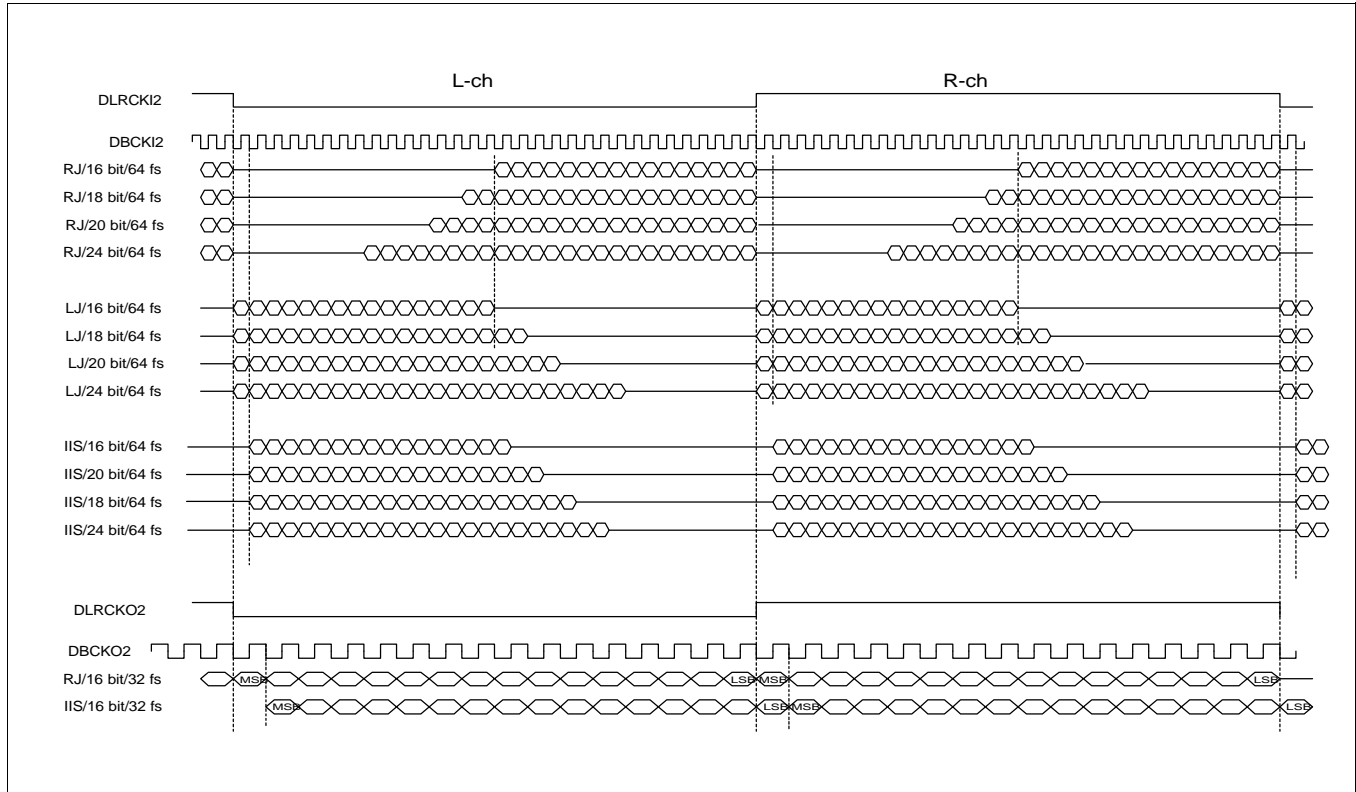 L-ch R-ch
DLRCKI2
DBCKI2
RJ/16 bit/64 fs
RJ/18 bit/64 fs
RJ/20 bit/64 fs
RJ/24 bit/64 fs
LJ/16 bit/64 fs
LJ/18 bit/64 fs
LJ/20 bit/64 fs
LJ/24 bit/64 fs
IIS/16 bit/64 fs
IIS/20 bit/64 fs
IIS/18 bit/64 fs
IIS/24 bit/64 fs
DLRCKO2
DBCKO2
RJ/16 bit/32 fs MSB LSB MSB LSB
IIS/16 bit/32 fs MSB LSB MSB LSB